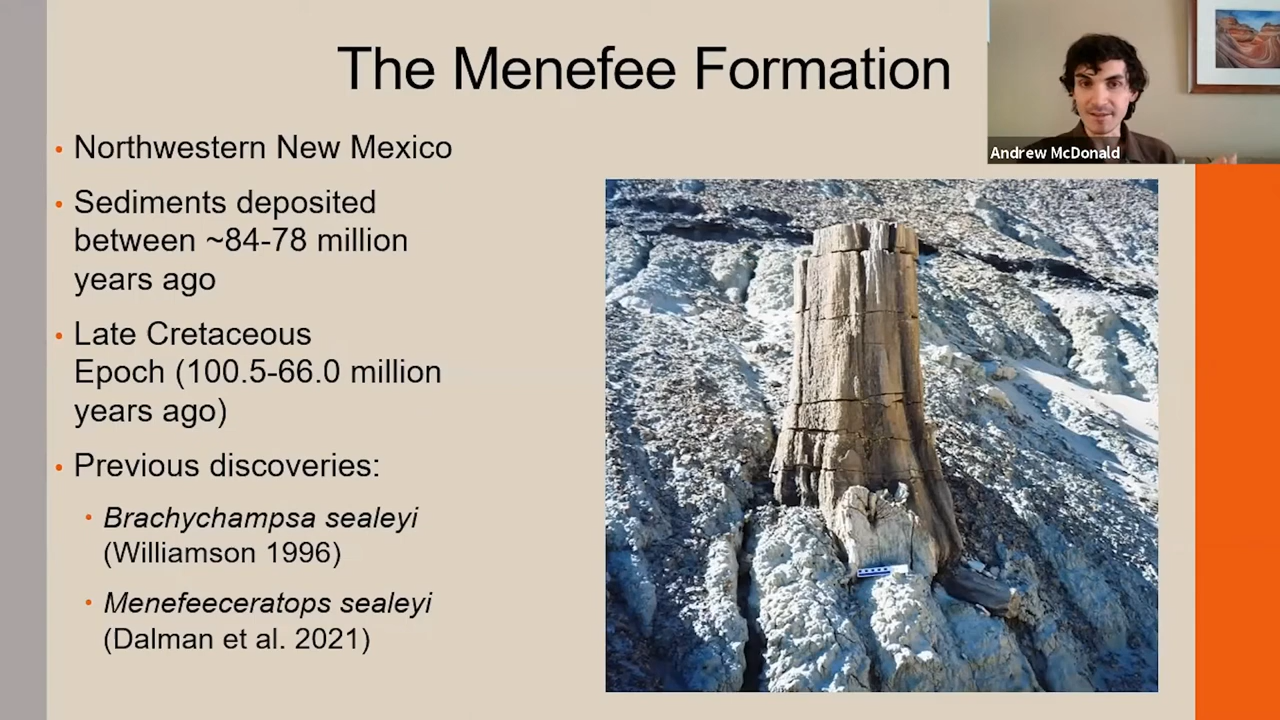 The Menefee Formation
Andrew McDonald
• Northwestern New Mexico
• Sediments deposited
between ~84-78 million
years ago
• Late Cretaceous
Epoch (100.5-66.0 million
years ago)
• Previous discoveries:
• Brachychampsa sealeyi
(Williamson 1996)
• Menefeeceratops sealeyi
(Dalman et al. 2021)